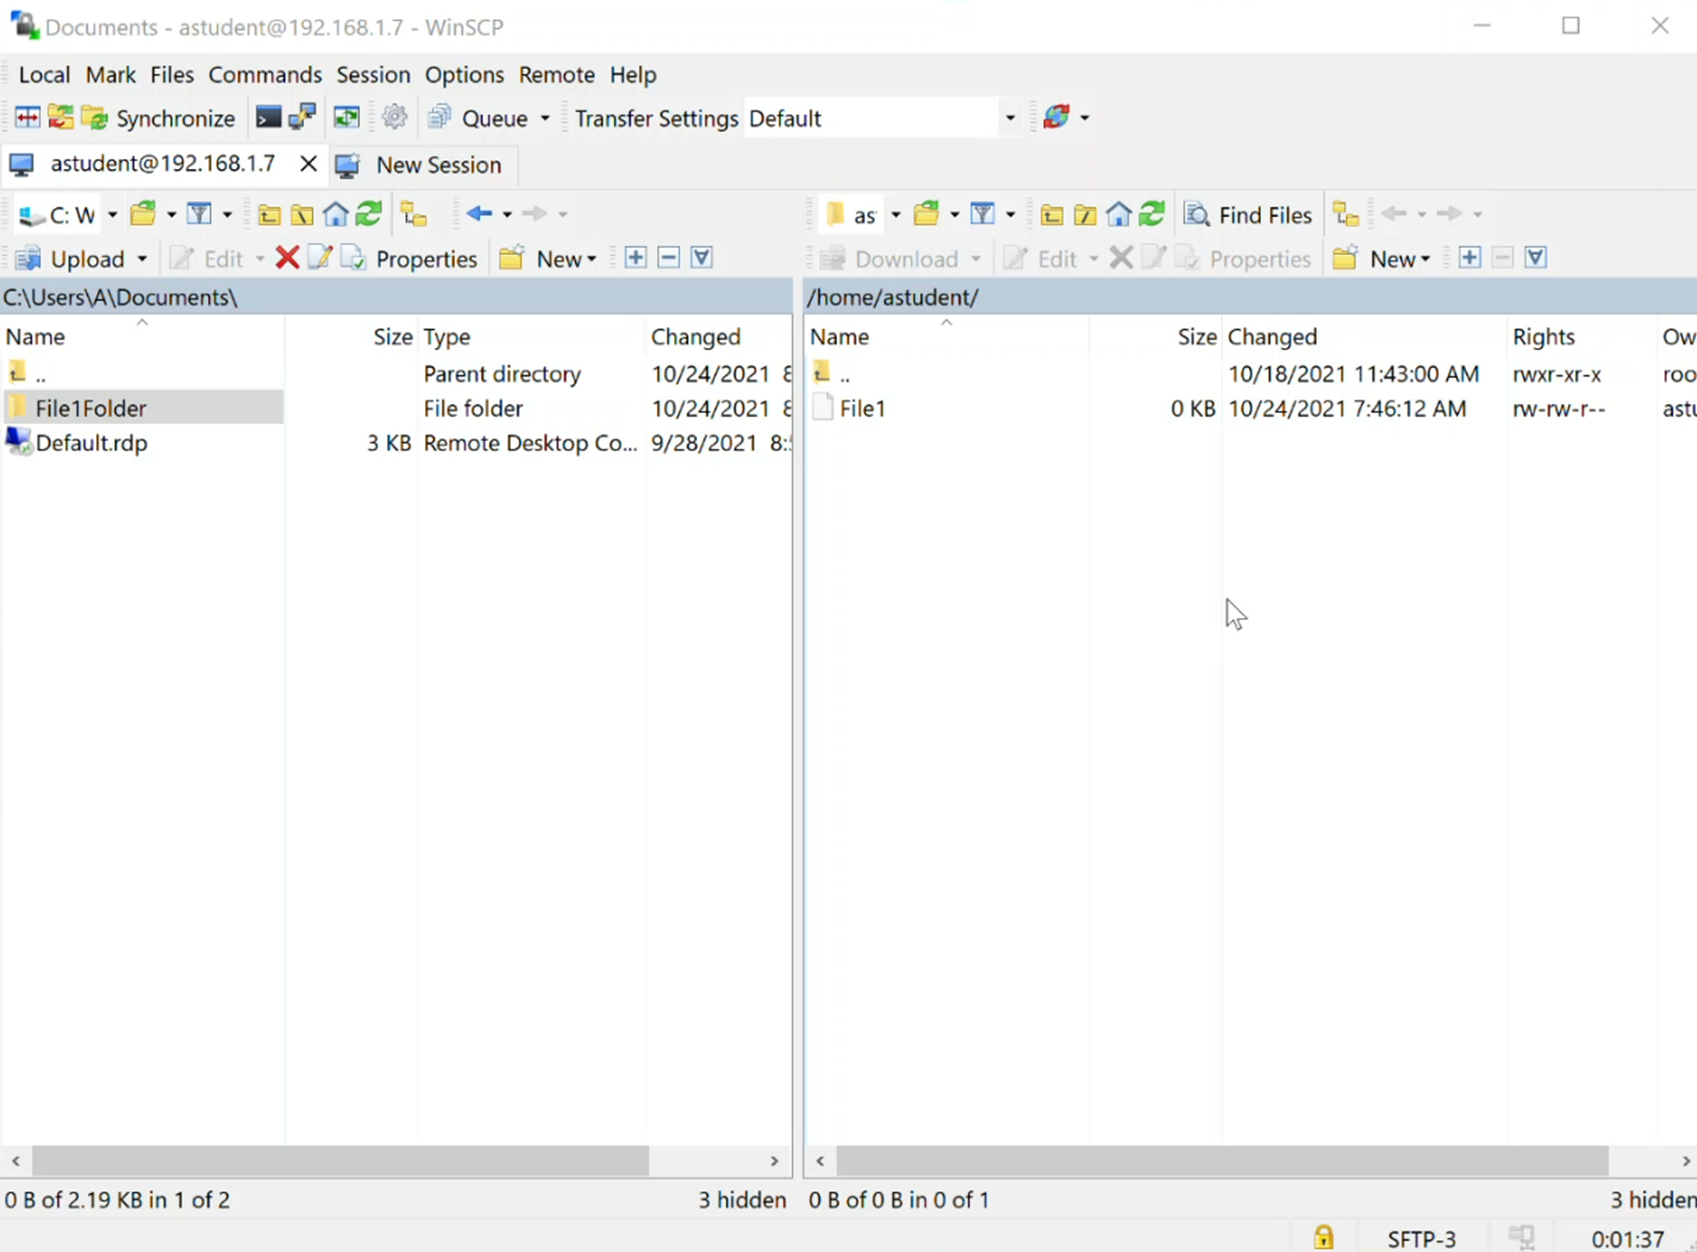 Documents - astudent@192.168.1.7 - WinSCP
Local Mark Files Commands Session Options Remote Help
Synchronize Queue Transfer Settings Default
astudent@192.168.1.7 New Session
C: W as Find Files
Upload Edit Properties New Download Edit Properties New
C:\Users\A\Documents\ /home/astudent/
Name Size Type Changed Name Size Changed Rights Ow
.. Parent directory 10/24/2021 8 .. 10/18/2021 11:43:00 AM rwxr-xr-x roo
File1Folder File folder 10/24/2021 8 File1 0 KB 10/24/2021 7:46:12 AM rw-rw-r-- astu
Default.rdp 3 KB Remote Desktop Co... 9/28/2021 8:
0 B of 2.19 KB in 1 of 2 3 hidden 0 B of 0 B in 0 of 1 3 hidden
SFTP-3 0:01:37